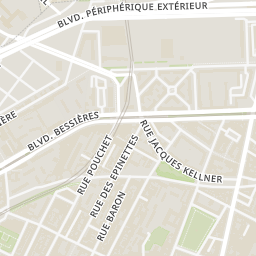 BLVD. PÉRIPHÉRIQUE EXTÉRIEUR
BLVD. BESSIÈRES
RUE JACQUES KELLNER
RUE POUCHET
RUE DES EPINETTES
RUE BARON